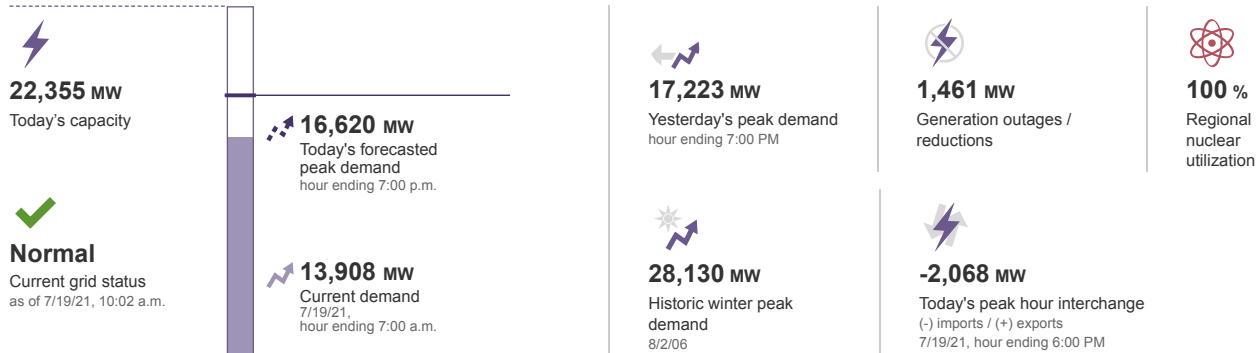 22,355 MW
Today's capacity
Normal
Current grid status
as of 7/19/21, 10:02 a.m.
16,620 MW
Today's forecasted
peak demand
hour ending 7:00 p.m.
13,908 MW
Current demand
7/19/21,
hour ending 7:00 a.m.
17,223 MW
Yesterday's peak demand
hour ending 7:00 PM
1,461 MW
Generation outages /
reductions
100 %
Regional
nuclear
utilization
28,130 MW
Historic winter peak
demand
8/2/06
-2,068 MW
Today's peak hour interchange
(-) imports / (+) exports
7/19/21, hour ending 6:00 PM